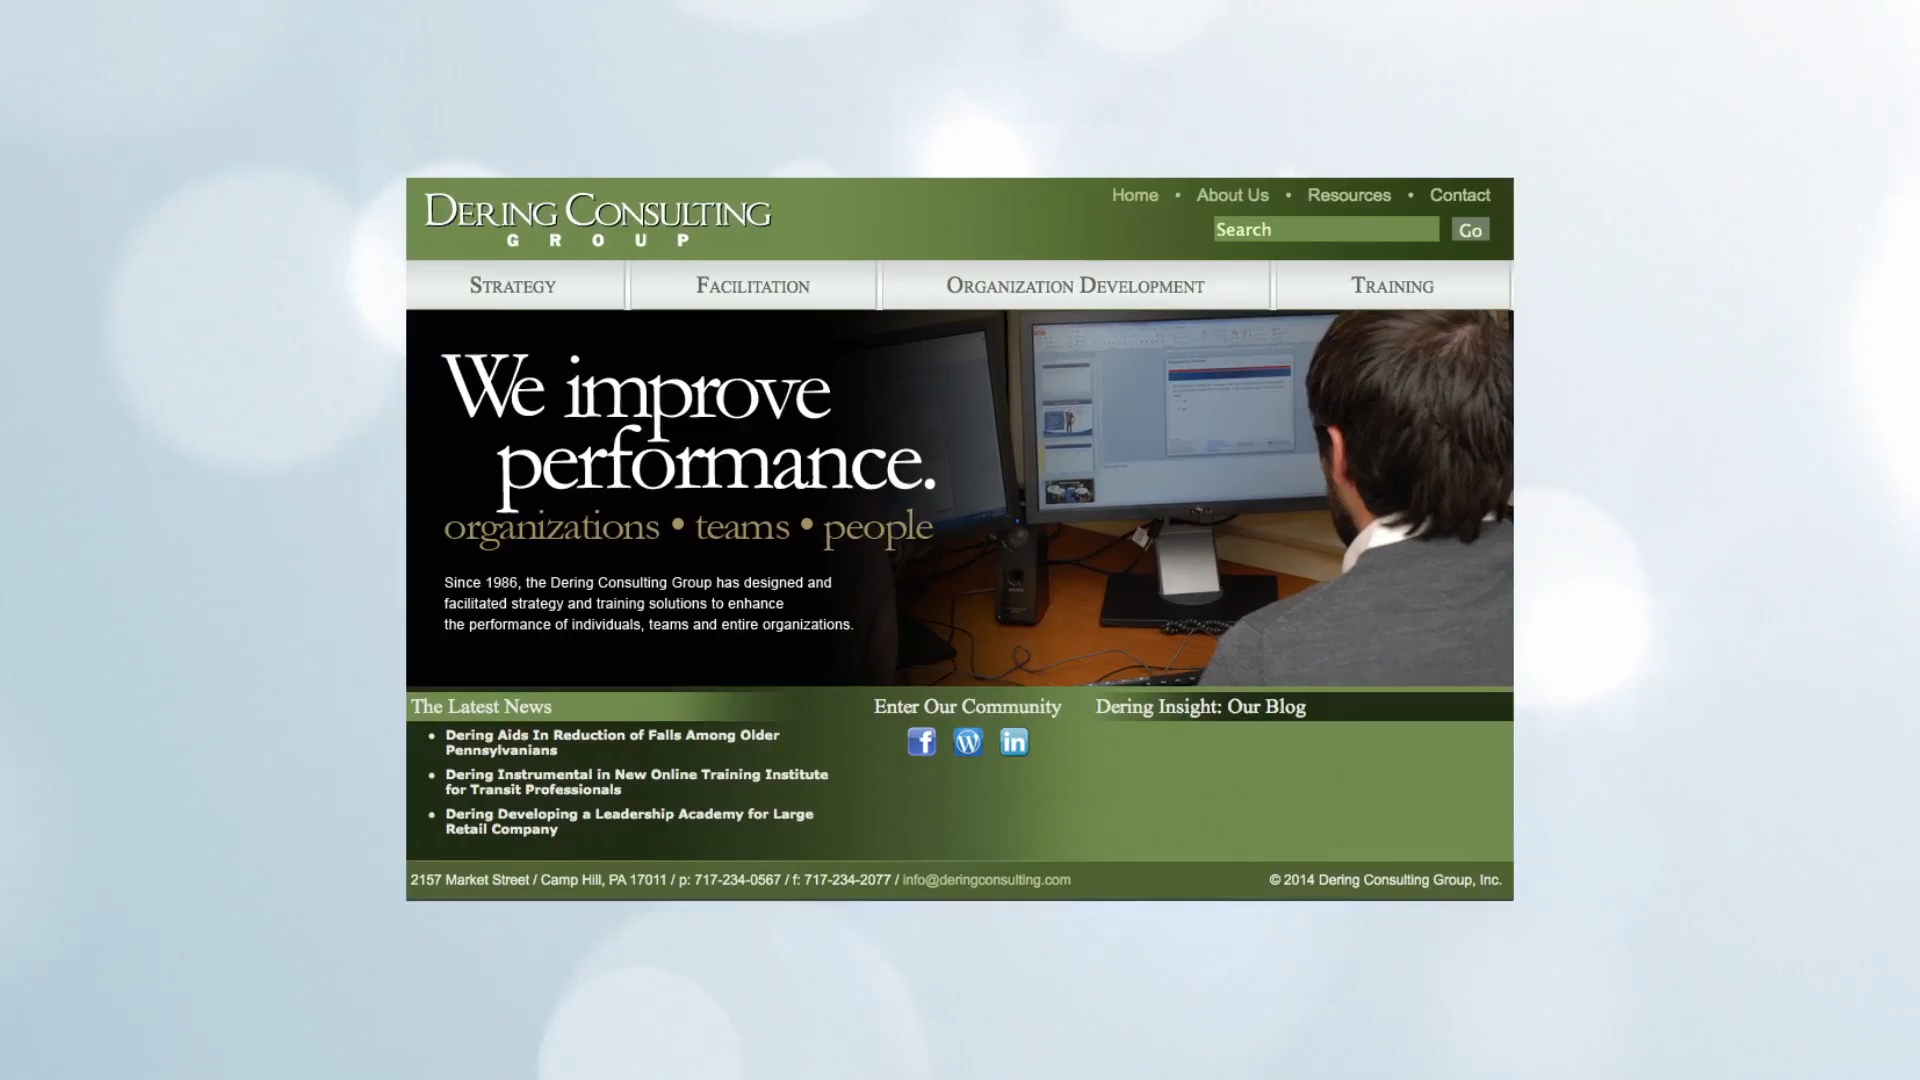 DERING CONSULTING
GROUP
Home • About Us • Resources • Contact
Search Go
STRATEGY FACILITATION ORGANIZATION DEVELOPMENT TRAINING
We improve
performance.
organizations • teams • people
Since 1986, the Dering Consulting Group has designed and
facilitated strategy and training solutions to enhance
the performance of individuals, teams and entire organizations.
The Latest News
• Dering Aids In Reduction of Falls Among Older
Pennsylvanians
• Dering Instrumental in New Online Training Institute
for Transit Professionals
• Dering Developing a Leadership Academy for Large
Retail Company
Enter Our Community
f W in
Dering Insight: Our Blog
2157 Market Street / Camp Hill, PA 17011 / p: 717-234-0567 / f: 717-234-2077 / info@deringconsulting.com
© 2014 Dering Consulting Group, Inc.